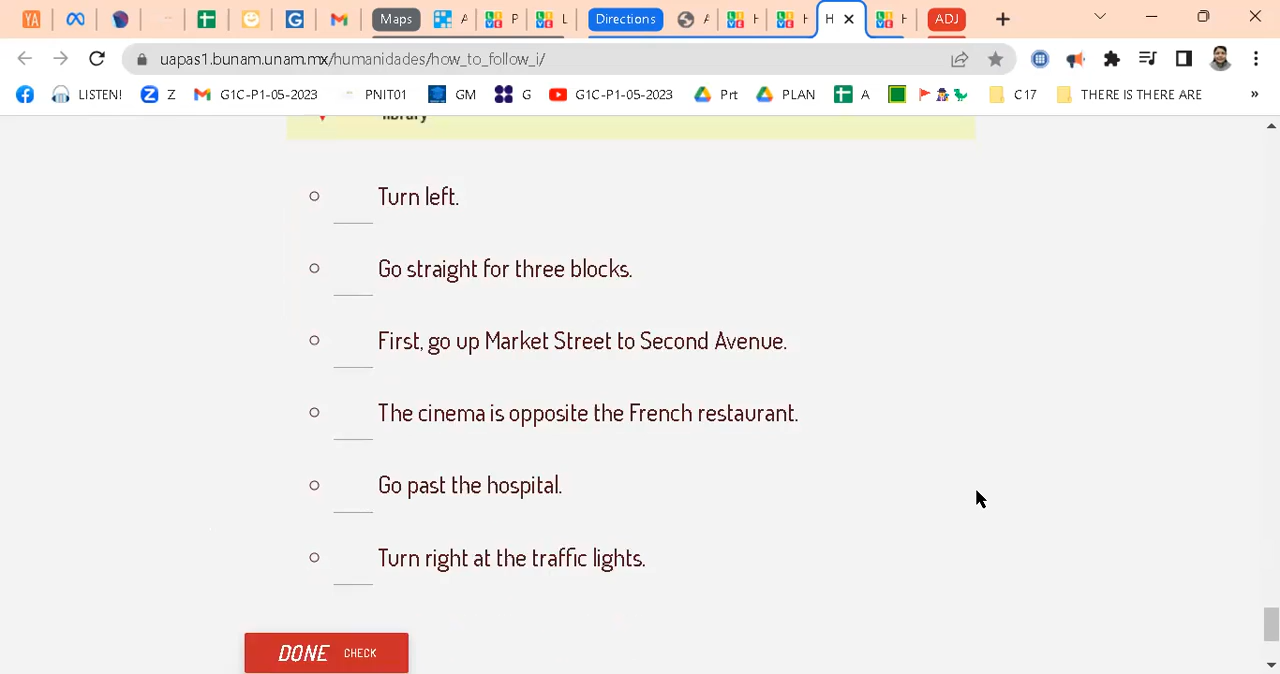 Maps
A
P
L
Directions
A
H
H
H
H
ADJ
uapas1.bunam.unam.mx/humanidades/how_to_follow_i/
LISTEN!
Z
G1C-P1-05-2023
PNIT01
GM
G
G1C-P1-05-2023
Prt
PLAN
A
C17
THERE IS THERE ARE
»
library
Turn left.
Go straight for three blocks.
First, go up Market Street to Second Avenue.
The cinema is opposite the French restaurant.
Go past the hospital.
Turn right at the traffic lights.
DONE CHECK